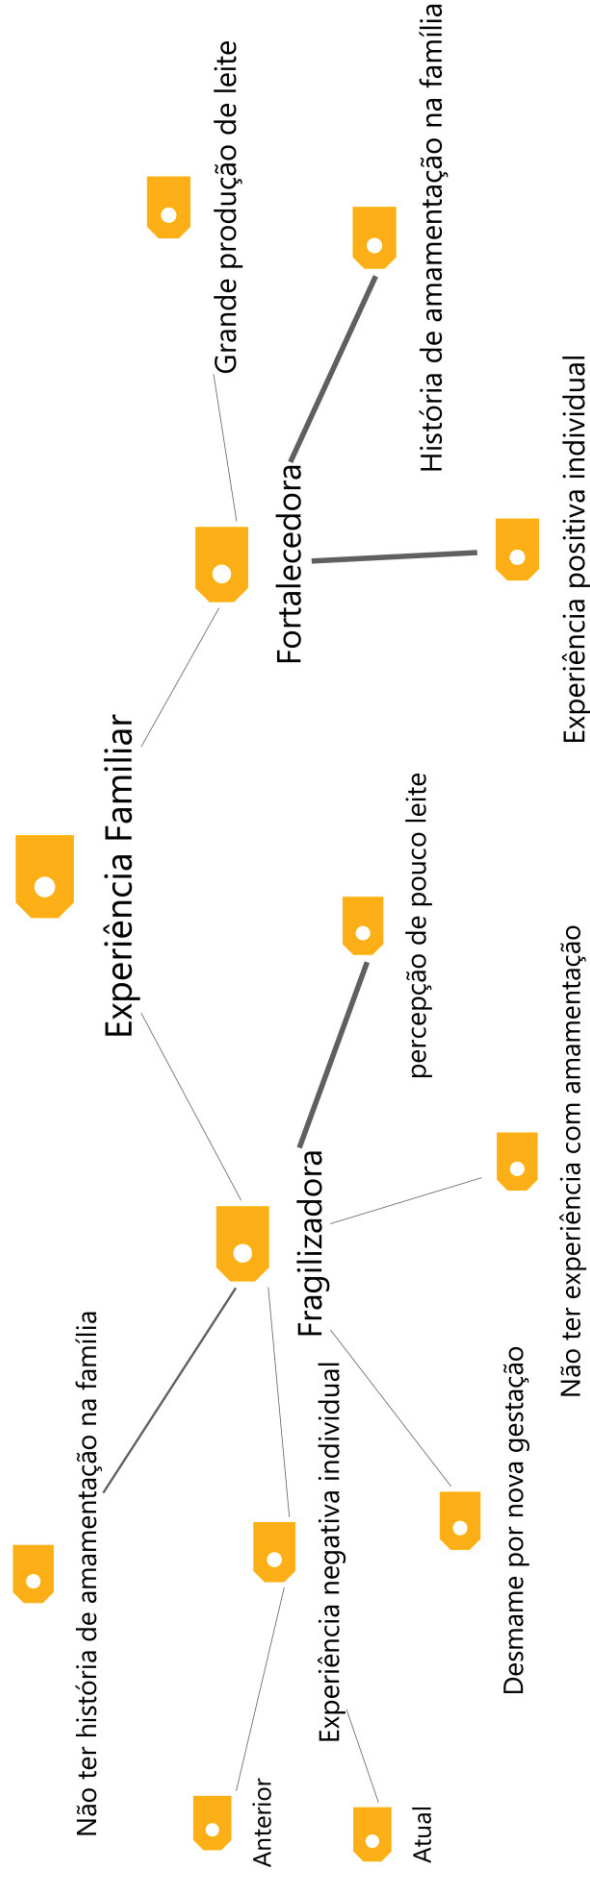 Experiência Familiar
Fragilizadora
Fortalecedora
Não ter história de amamentação na família
Experiência negativa individual
Anterior
Atual
Desmame por nova gestação
Não ter experiência com amamentação
percepção de pouco leite
Grande produção de leite
História de amamentação na família
Experiência positiva individual